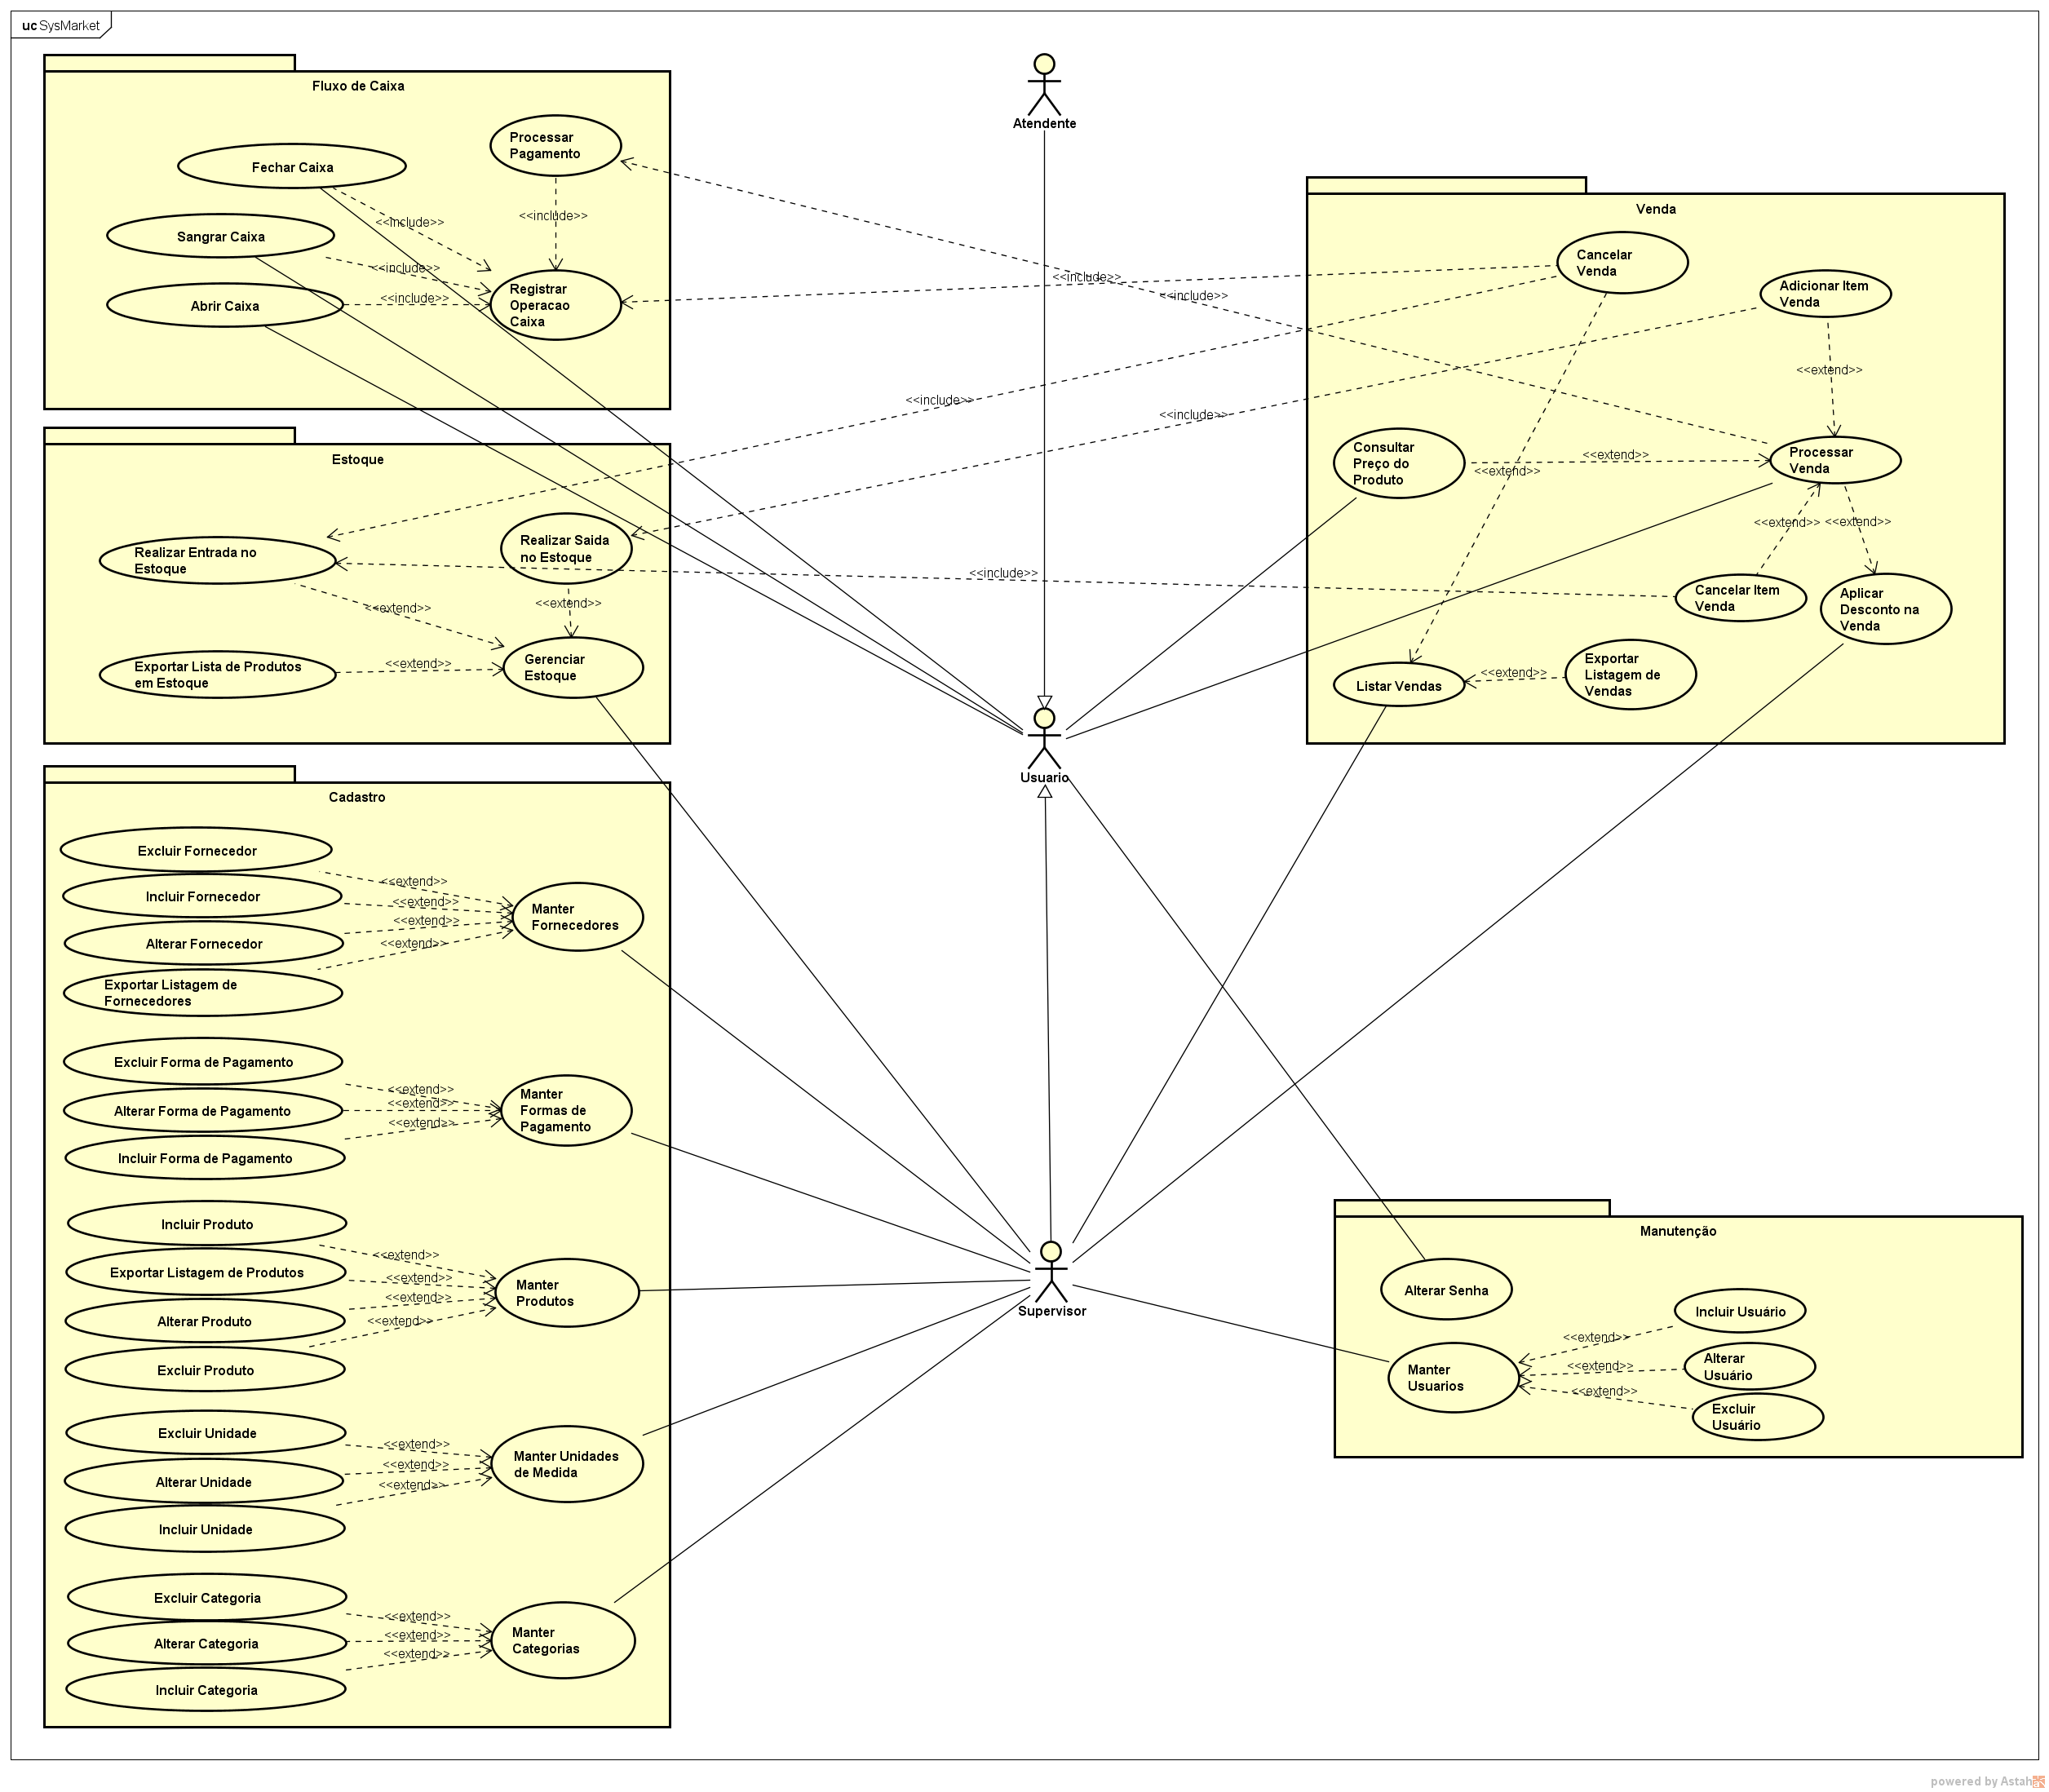 uc SysMarket
Atendente
Usuario
Supervisor
Fluxo de Caixa
Processar
Pagamento
Fechar Caixa
<<include>>
<<include>>
Sangrar Caixa
<<include>>
Abrir Caixa
<<include>>
Registrar
Operacao
Caixa
<<include>>
<<include>>
<<include>>
<<include>>
<<include>>
Estoque
Realizar Entrada no
Estoque
Realizar Saida
no Estoque
<<extend>>
<<extend>>
Exportar Lista de Produtos
em Estoque
<<extend>>
Gerenciar
Estoque
Venda
Cancelar
Venda
Adicionar Item
Venda
<<extend>>
Consultar
Preço do
Produto
<<extend>>
Processar
Venda
<<extend>>
<<extend>>
<<extend>>
Cancelar Item
Venda
Aplicar
Desconto na
Venda
Listar Vendas
<<extend>>
Exportar
Listagem de
Vendas
Cadastro
Excluir Fornecedor
<<extend>>
Incluir Fornecedor
<<extend>>
Alterar Fornecedor
<<extend>>
<<extend>>
Exportar Listagem de
Fornecedores
Manter
Fornecedores
Excluir Forma de Pagamento
<<extend>>
Alterar Forma de Pagamento
<<extend>>
<<extend>>
Incluir Forma de Pagamento
Manter
Formas de
Pagamento
Incluir Produto
<<extend>>
Exportar Listagem de Produtos
<<extend>>
Alterar Produto
<<extend>>
<<extend>>
Excluir Produto
Manter
Produtos
Excluir Unidade
<<extend>>
Alterar Unidade
<<extend>>
<<extend>>
Incluir Unidade
Manter Unidades
de Medida
Excluir Categoria
<<extend>>
Alterar Categoria
<<extend>>
<<extend>>
Incluir Categoria
Manter
Categorias
Manutenção
Alterar Senha
Incluir Usuário
<<extend>>
Manter
Usuarios
<<extend>>
Alterar
Usuário
<<extend>>
Excluir
Usuário
powered by Astah